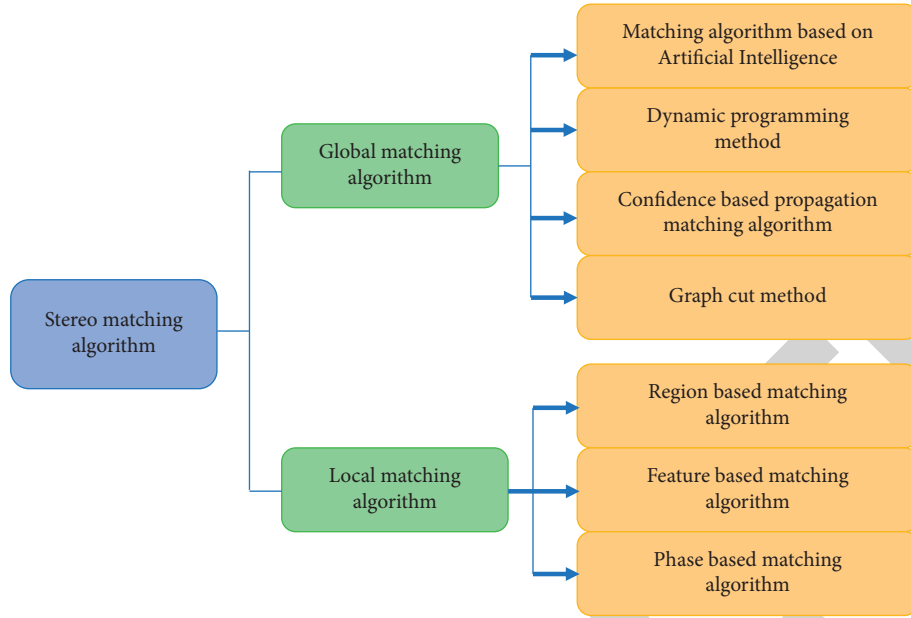 Stereo matching
algorithm
Global matching
algorithm
Matching algorithm based on
Artificial Intelligence
Dynamic programming
method
Confidence based propagation
matching algorithm
Graph cut method
Local matching
algorithm
Region based matching
algorithm
Feature based matching
algorithm
Phase based matching
algorithm